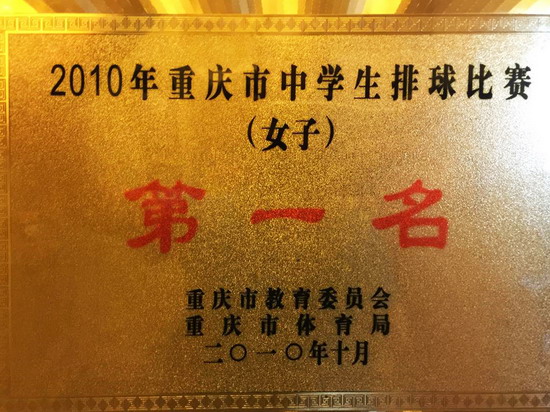 2010年重庆市中学生排球比赛
（女子）
第一名
重庆市教育委员会
重庆市体育局
二〇一〇年十月